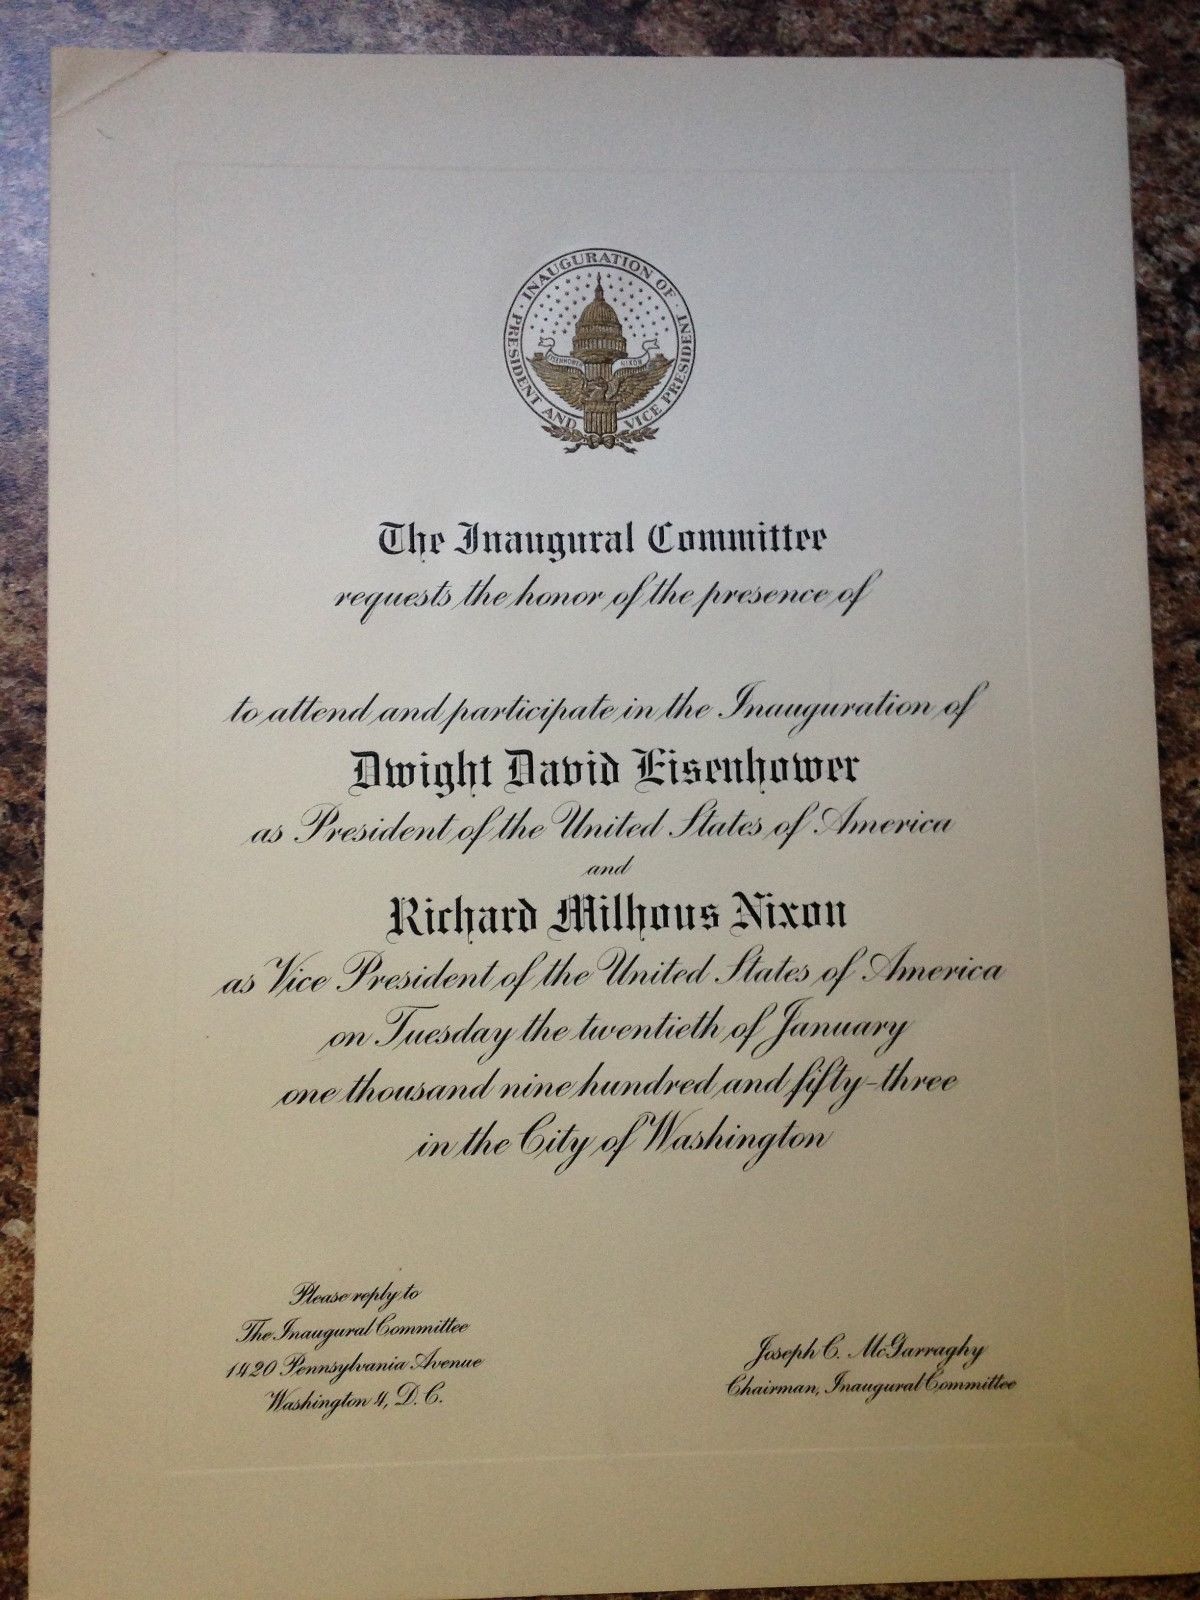 INAUGURATION OF
PRESIDENT AND VICE PRESIDENT
EISENHOWER NIXON
The Inaugural Committee
requests the honor of the presence of
to attend and participate in the Inauguration of
Dwight David Eisenhower
as President of the United States of America
and
Richard Milhous Nixon
as Vice President of the United States of America
on Tuesday the twentieth of January
one thousand nine hundred and fifty-three
in the City of Washington
Please reply to
The Inaugural Committee
1420 Pennsylvania Avenue
Washington 4, D. C.
Joseph C. McGarraghy
Chairman, Inaugural Committee